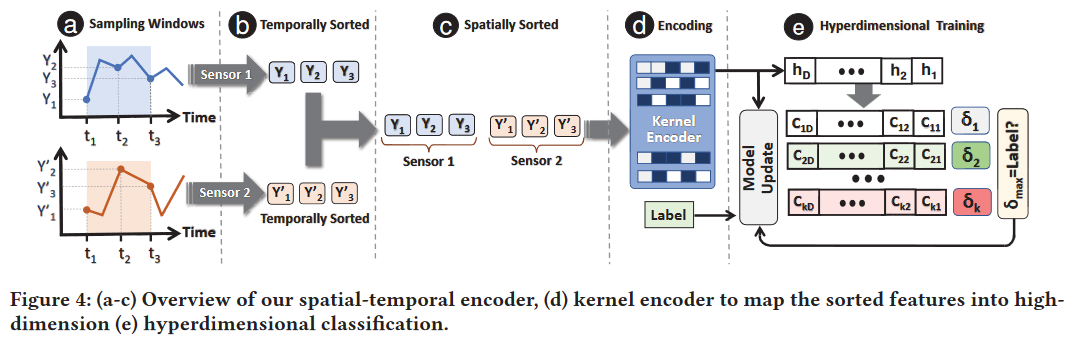 a Sampling Windows
b Temporally Sorted
c Spatially Sorted
d Encoding
e Hyperdimensional Training
Y2
Y3
Y1
t1 t2 t3
Time
Sensor 1
Y'2
Y'3
Y'1
t1 t2 t3
Time
Sensor 2
Y1 Y2 Y3
Y'1 Y'2 Y'3
Temporally Sorted
Y1 Y2 Y3 Y'1 Y'2 Y'3
Sensor 1 Sensor 2
Kernel
Encoder
Label
Model
Update
hD ••• h2 h1
C1D ••• C12 C11 δ1
C2D ••• C22 C21 δ2
•••
CkD ••• Ck2 Ck1 δk
δmax=Label?
Figure 4: (a-c) Overview of our spatial-temporal encoder, (d) kernel encoder to map the sorted features into high-
dimension (e) hyperdimensional classification.